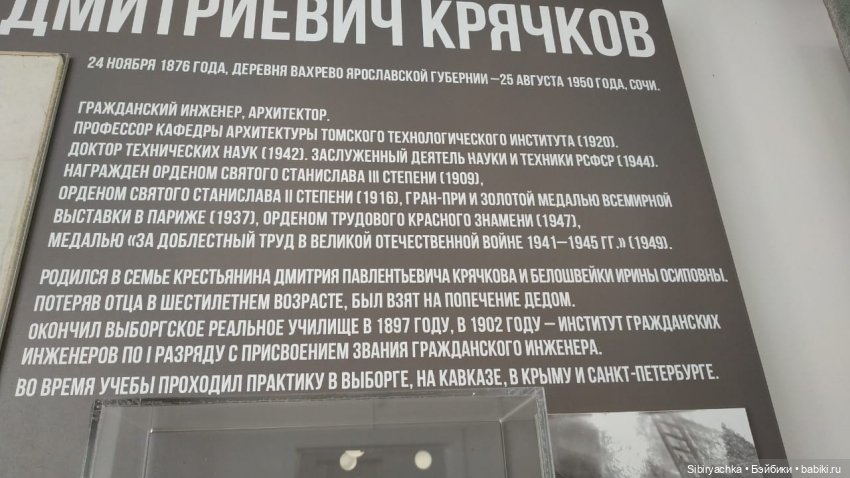 ДМИТРИЕВИЧ КРЯЧКОВ
24 НОЯБРЯ 1876 ГОДА, ДЕРЕВНЯ ВАХРЕВО ЯРОСЛАВСКОЙ ГУБЕРНИИ – 25 АВГУСТА 1950 ГОДА, СОЧИ.
ГРАЖДАНСКИЙ ИНЖЕНЕР, АРХИТЕКТОР.
ПРОФЕССОР КАФЕДРЫ АРХИТЕКТУРЫ ТОМСКОГО ТЕХНОЛОГИЧЕСКОГО ИНСТИТУТА (1920).
ДОКТОР ТЕХНИЧЕСКИХ НАУК (1942). ЗАСЛУЖЕННЫЙ ДЕЯТЕЛЬ НАУКИ И ТЕХНИКИ РСФСР (1944).
НАГРАЖДЕН ОРДЕНОМ СВЯТОГО СТАНИСЛАВА III СТЕПЕНИ (1909),
ОРДЕНОМ СВЯТОГО СТАНИСЛАВА II СТЕПЕНИ (1916), ГРАН-ПРИ И ЗОЛОТОЙ МЕДАЛЬЮ ВСЕМИРНОЙ
ВЫСТАВКИ В ПАРИЖЕ (1937), ОРДЕНОМ ТРУДОВОГО КРАСНОГО ЗНАМЕНИ (1947),
МЕДАЛЬЮ «ЗА ДОБЛЕСТНЫЙ ТРУД В ВЕЛИКОЙ ОТЕЧЕСТВЕННОЙ ВОЙНЕ 1941–1945 ГГ.» (1949).
РОДИЛСЯ В СЕМЬЕ КРЕСТЬЯНИНА ДМИТРИЯ ПАВЛЕНТЬЕВИЧА КРЯЧКОВА И БЕЛОШВЕЙКИ ИРИНЫ ОСИПОВНЫ.
ПОТЕРЯВ ОТЦА В ШЕСТИЛЕТНЕМ ВОЗРАСТЕ, БЫЛ ВЗЯТ НА ПОПЕЧЕНИЕ ДЕДОМ.
ОКОНЧИЛ ВЫБОРГСКОЕ РЕАЛЬНОЕ УЧИЛИЩЕ В 1897 ГОДУ, В 1902 ГОДУ – ИНСТИТУТ ГРАЖДАНСКИХ
ИНЖЕНЕРОВ ПО I РАЗРЯДУ С ПРИСВОЕНИЕМ ЗВАНИЯ ГРАЖДАНСКОГО ИНЖЕНЕРА.
ВО ВРЕМЯ УЧЕБЫ ПРОХОДИЛ ПРАКТИКУ В ВЫБОРГЕ, НА КАВКАЗЕ, В КРЫМУ И САНКТ-ПЕТЕРБУРГЕ.
Sibiryachka • Бэйбики • babiki.ru